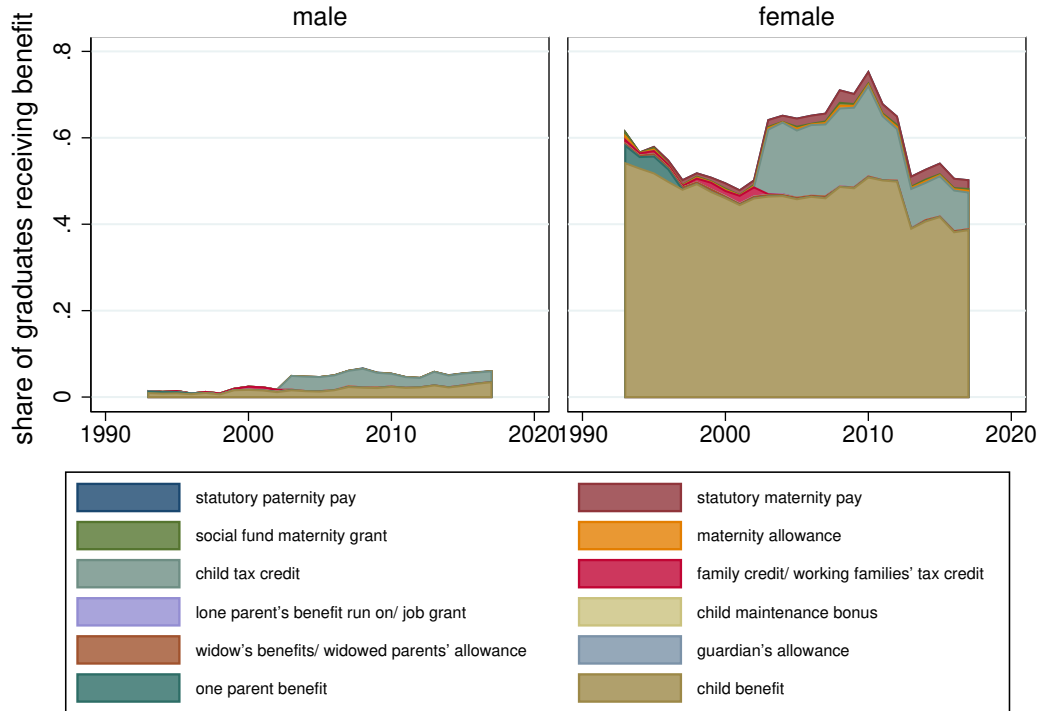 male female
share of graduates receiving benefit
.8
.6
.4
.2
0
1990 2000 2010 2020 1990 2000 2010 2020
statutory paternity pay statutory maternity pay
social fund maternity grant maternity allowance
child tax credit family credit/ working families' tax credit
lone parent's benefit run on/ job grant child maintenance bonus
widow's benefits/ widowed parents' allowance guardian's allowance
one parent benefit child benefit